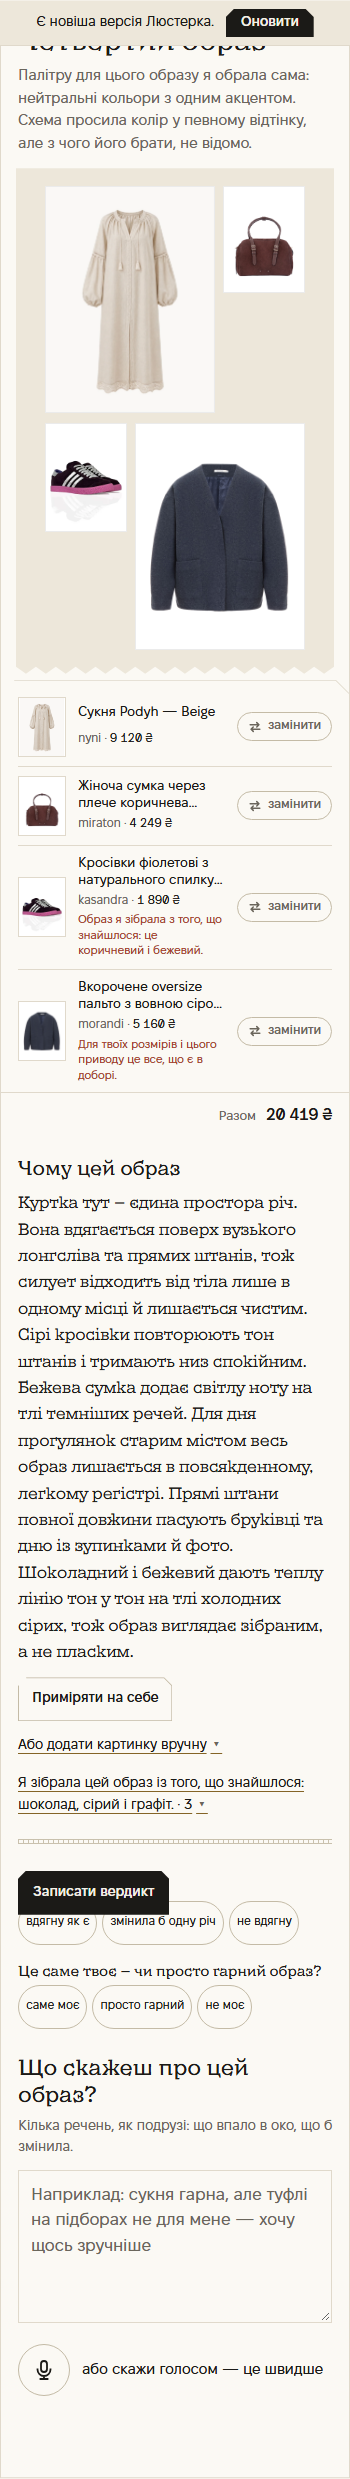 Є новіша версія Люстерка. Оновити
Четвертий образ
Палітру для цього образу я обрала сама:
нейтральні кольори з одним акцентом.
Схема просила колір у певному відтінку,
але з чого його брати, не відомо.
Сукня Podyh — Beige
nyni · 9 120 ₴
замінити
Жіноча сумка через
плече коричнева...
miraton · 4 249 ₴
замінити
Кросівки фіолетові з
натурального спилку...
kasandra · 1 890 ₴
Образ я зібрала з того, що
знайшлося: це
коричневий і бежевий.
замінити
Вкорочене oversize
пальто з вовною сіро...
morandi · 5 160 ₴
Для твоїх розмірів і цього
приводу це все, що є в
доборі.
замінити
Разом 20 419 ₴
Чому цей образ
Куртка тут — єдина простора річ.
Вона вдягається поверх вузького
лонгсліва та прямих штанів, тож
силует відходить від тіла лише в
одному місці й лишається чистим.
Сірі кросівки повторюють тон
штанів і тримають низ спокійним.
Бежева сумка додає світлу ноту на
тлі темніших речей. Для дня
прогулянок старим містом весь
образ лишається в повсякденному,
легкому регістрі. Прямі штани
повної довжини пасують бруківці та
дню із зупинками й фото.
Шоколадний і бежевий дають теплу
лінію тон у тон на тлі холодних
сірих, тож образ виглядає зібраним,
а не пласким.
Приміряти на себе
Або додати картинку вручну
Я зібрала цей образ із того, що знайшлося:
шоколад, сірий і графіт. · 3
Записати вердикт
вдягну як є змінила б одну річ не вдягну
Це саме твоє — чи просто гарний образ?
саме моє просто гарний не моє
Що скажеш про цей
образ?
Кілька речень, як подрузі: що впало в око, що б
змінила.
Наприклад: сукня гарна, але туфлі
на підборах не для мене — хочу
щось зручніше
або скажи голосом — це швидше